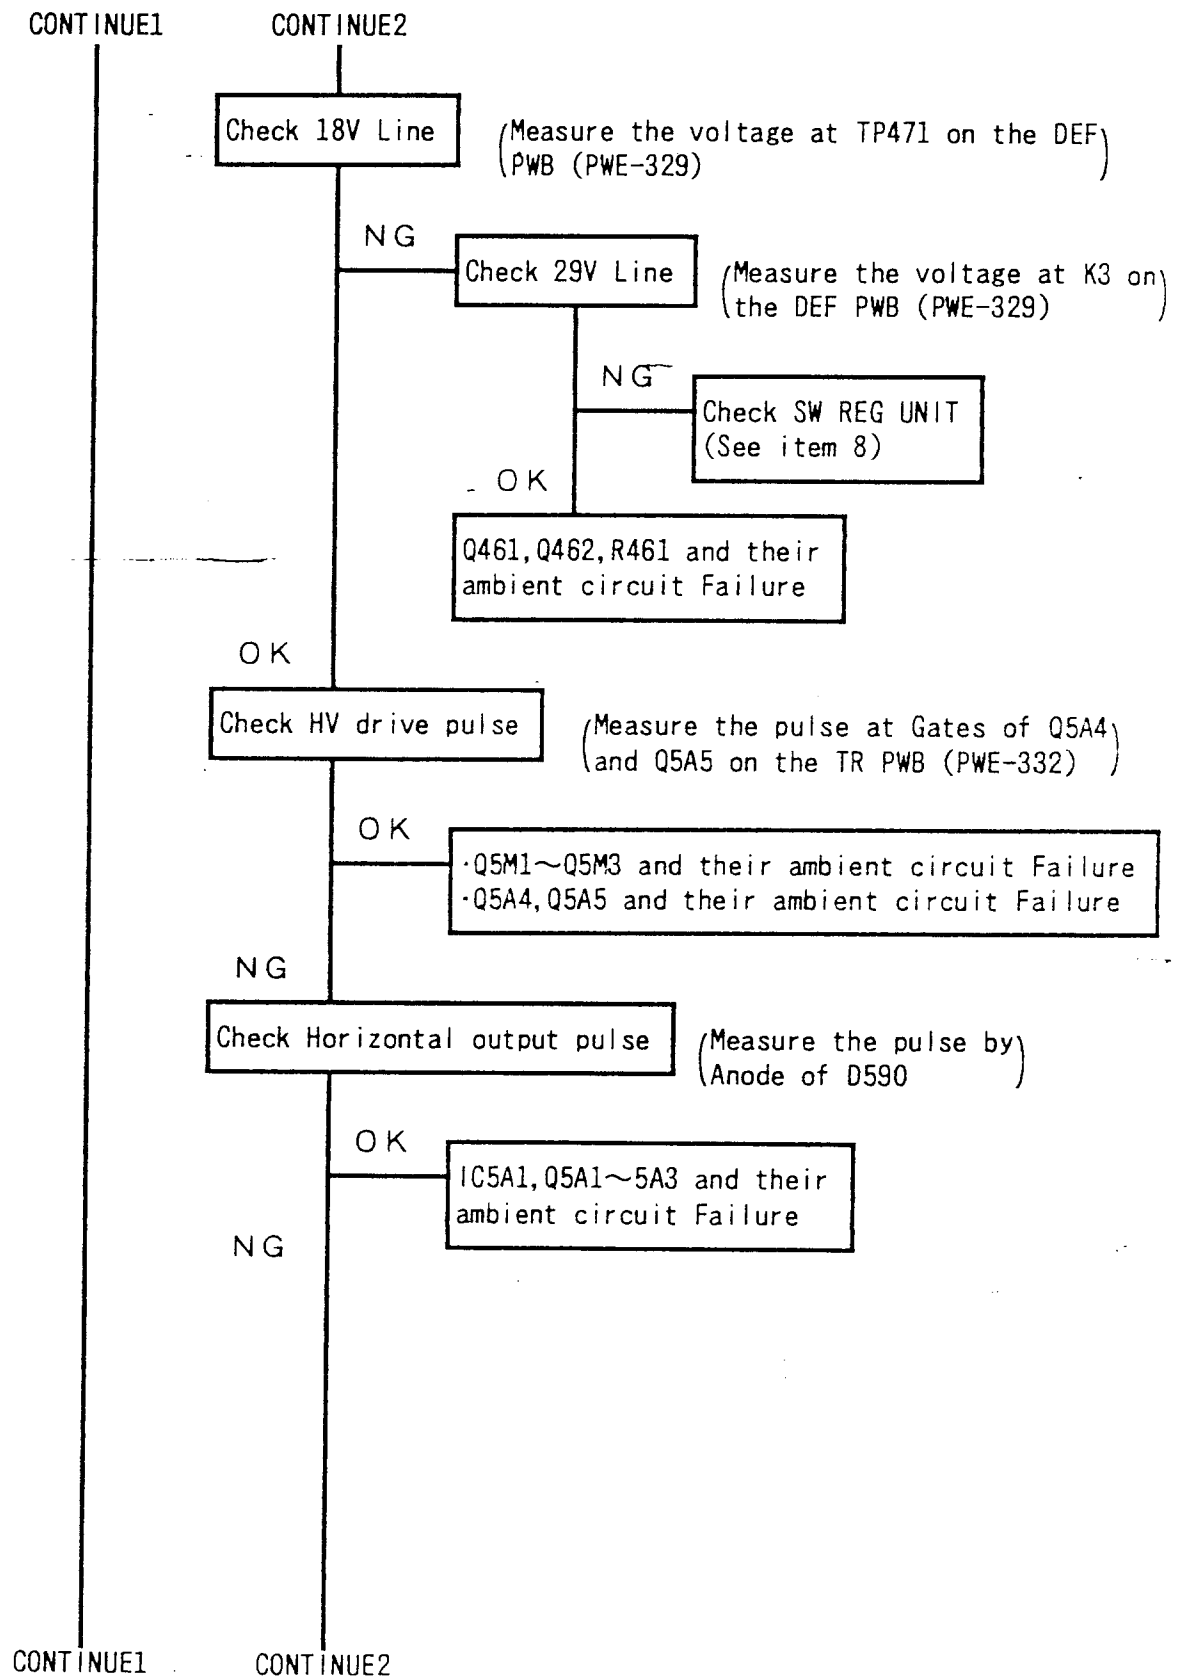 CONTINUE1
CONTINUE2
Check 18V Line
(Measure the voltage at TP471 on the DEF
PWB (PWE-329))
NG
Check 29V Line
(Measure the voltage at K3 on
the DEF PWB (PWE-329))
NG
Check SW REG UNIT
(See item 8)
OK
Q461,Q462,R461 and their
ambient circuit Failure
OK
Check HV drive pulse
(Measure the pulse at Gates of Q5A4
and Q5A5 on the TR PWB (PWE-332))
OK
·Q5M1～Q5M3 and their ambient circuit Failure
·Q5A4,Q5A5 and their ambient circuit Failure
NG
Check Horizontal output pulse
(Measure the pulse by
Anode of D590)
OK
IC5A1,Q5A1～5A3 and their
ambient circuit Failure
NG
CONTINUE1
CONTINUE2